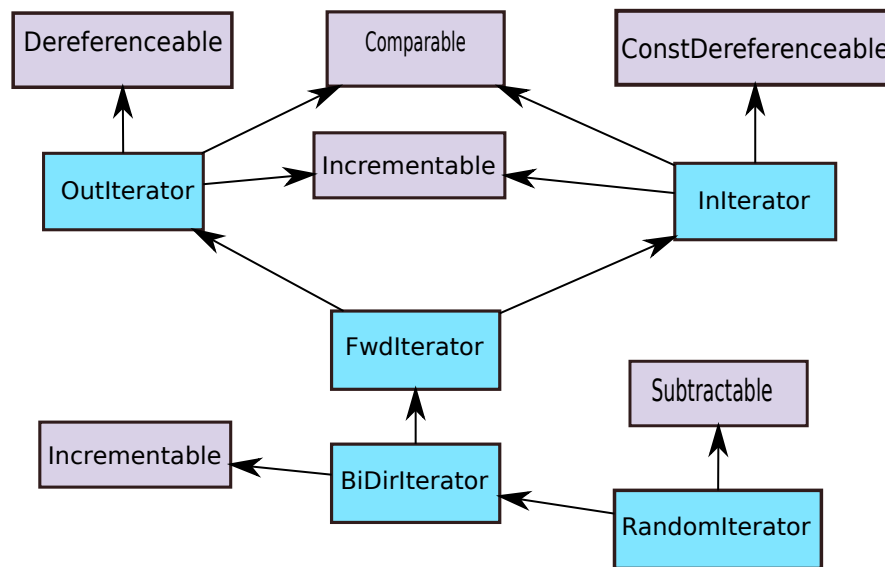 Dereferenceable
Comparable
ConstDereferenceable
Incrementable
OutIterator
InIterator
FwdIterator
Subtractable
Incrementable
BiDirIterator
RandomIterator